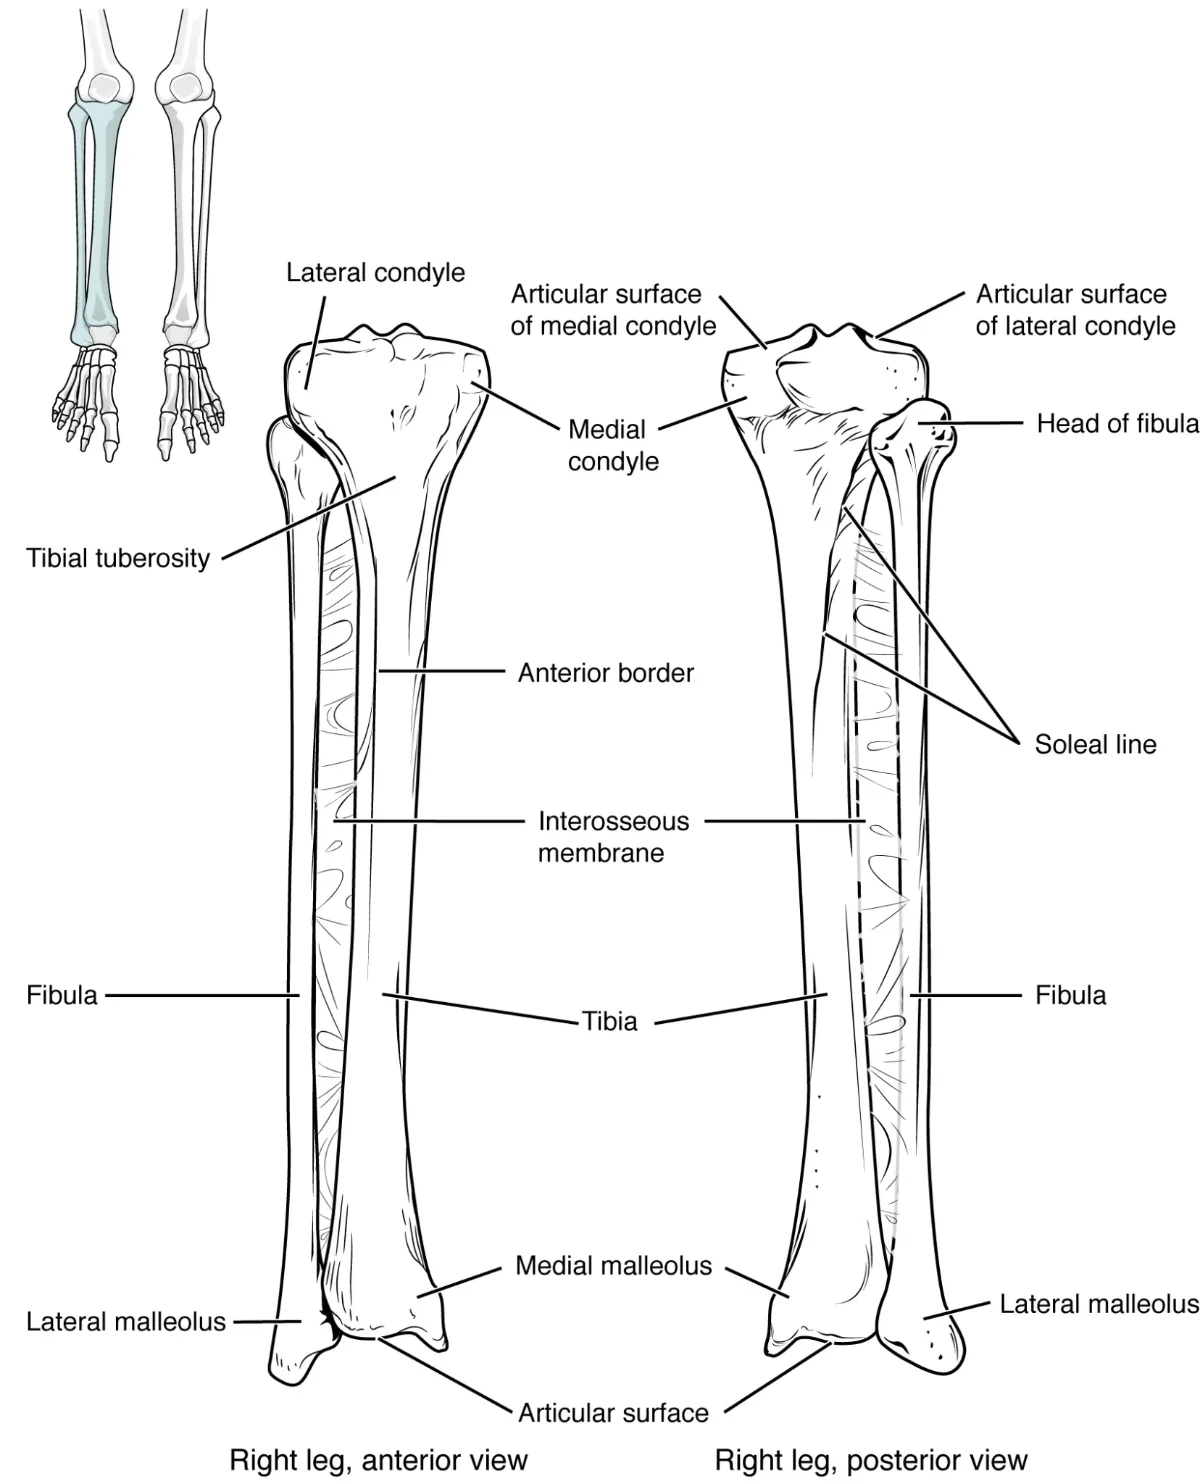 Lateral condyle
Articular surface
of medial condyle
Articular surface
of lateral condyle
Medial
condyle
Head of fibula
Tibial tuberosity
Anterior border
Soleal line
Interosseous
membrane
Fibula
Tibia
Fibula
Medial malleolus
Lateral malleolus
Lateral malleolus
Articular surface
Right leg, anterior view
Right leg, posterior view